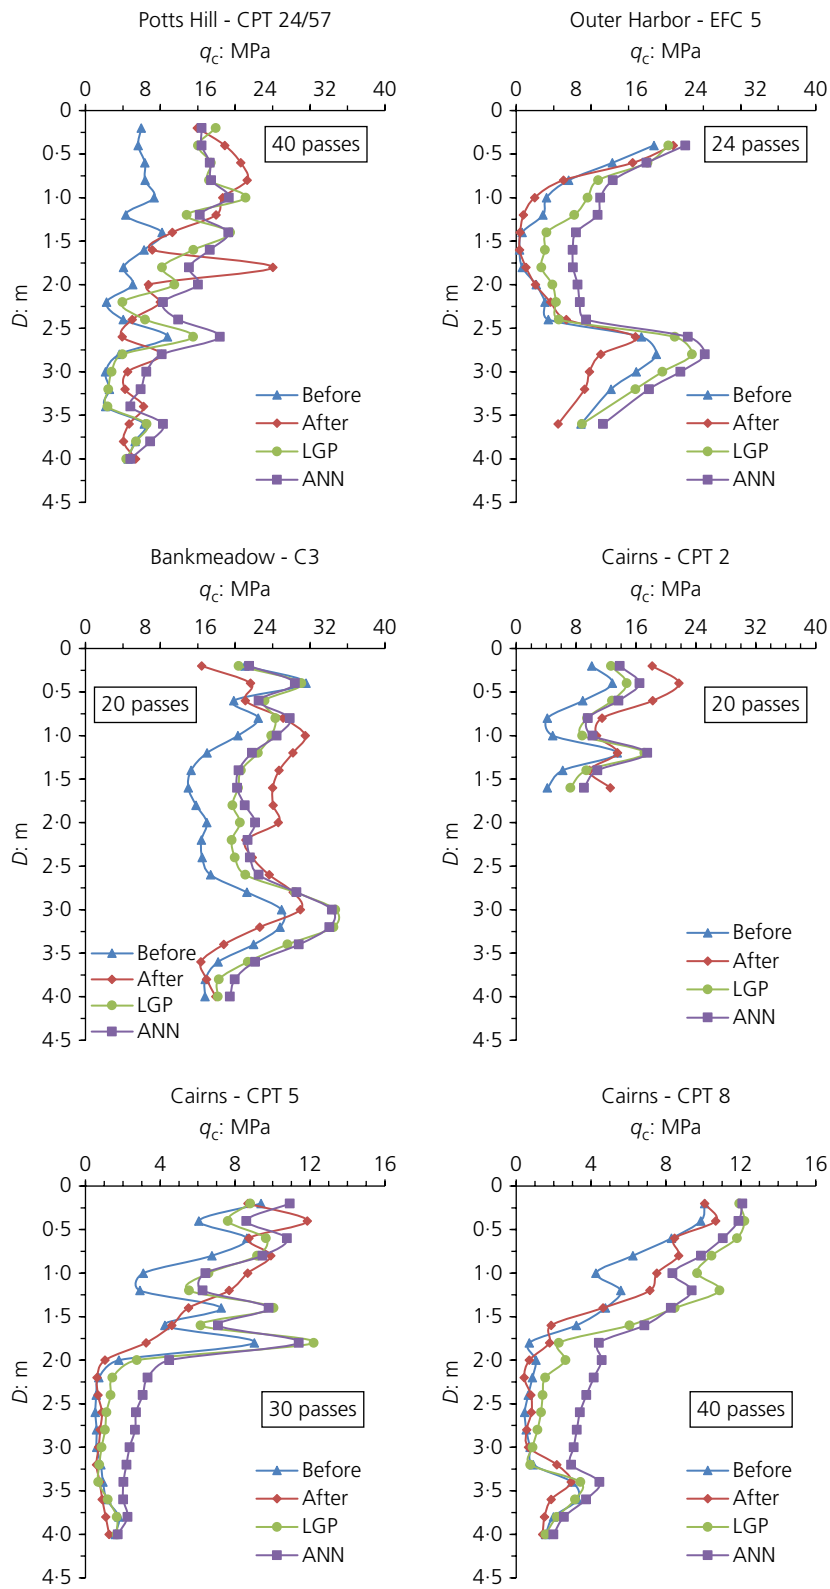 Potts Hill - CPT 24/57
qc: MPa
0 8 16 24 32 40
0
0·5
1·0
1·5
2·0
2·5
3·0
3·5
4·0
4·5
D: m
40 passes
Before
After
LGP
ANN
Outer Harbor - EFC 5
qc: MPa
0 8 16 24 32 40
0
0·5
1·0
1·5
2·0
2·5
3·0
3·5
4·0
4·5
D: m
24 passes
Before
After
LGP
ANN
Bankmeadow - C3
qc: MPa
0 8 16 24 32 40
0
0·5
1·0
1·5
2·0
2·5
3·0
3·5
4·0
4·5
D: m
20 passes
Before
After
LGP
ANN
Cairns - CPT 2
qc: MPa
0 8 16 24 32 40
0
0·5
1·0
1·5
2·0
2·5
3·0
3·5
4·0
4·5
D: m
20 passes
Before
After
LGP
ANN
Cairns - CPT 5
qc: MPa
0 4 8 12 16
0
0·5
1·0
1·5
2·0
2·5
3·0
3·5
4·0
4·5
D: m
30 passes
Before
After
LGP
ANN
Cairns - CPT 8
qc: MPa
0 4 8 12 16
0
0·5
1·0
1·5
2·0
2·5
3·0
3·5
4·0
4·5
D: m
40 passes
Before
After
LGP
ANN